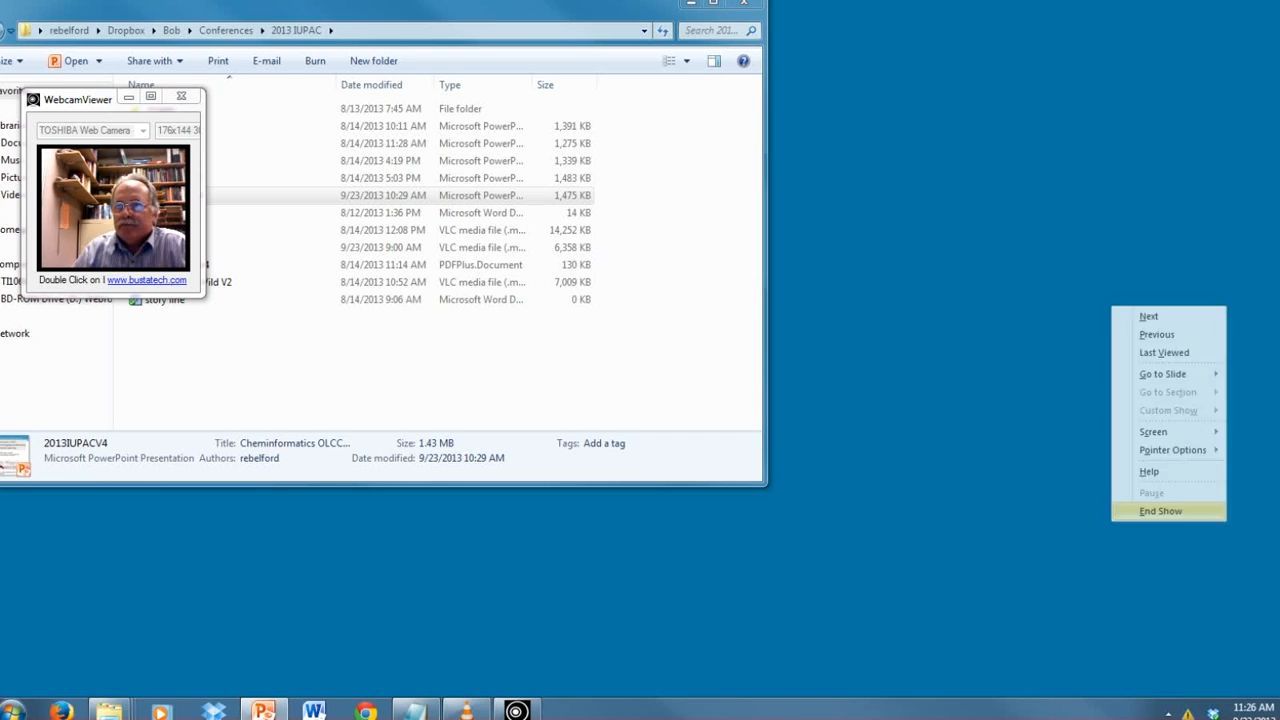 rebelford Dropbox Bob Conferences 2013 IUPAC Search 201...
Open Share with Print E-mail Burn New folder
Name Date modified Type Size
8/13/2013 7:45 AM File folder
8/14/2013 10:11 AM Microsoft PowerP... 1,391 KB
8/14/2013 11:28 AM Microsoft PowerP... 1,275 KB
8/14/2013 4:19 PM Microsoft PowerP... 1,339 KB
8/14/2013 5:03 PM Microsoft PowerP... 1,483 KB
9/23/2013 10:29 AM Microsoft PowerP... 1,475 KB
8/12/2013 1:36 PM Microsoft Word D... 14 KB
8/14/2013 12:08 PM VLC media file (.m... 14,252 KB
9/23/2013 9:00 AM VLC media file (.m... 6,358 KB
4 8/14/2013 11:14 AM PDFPlus.Document 130 KB
V2 8/14/2013 10:52 AM VLC media file (.m... 7,009 KB
story line 8/14/2013 9:06 AM Microsoft Word D... 0 KB
WebcamViewer
TOSHIBA Web Camera 176x144
Double Click on I www.bustatech.com
2013IUPACV4 Title: Cheminformatics OLCC... Size: 1.43 MB Tags: Add a tag
Microsoft PowerPoint Presentation Authors: rebelford Date modified: 9/23/2013 10:29 AM
Next
Previous
Last Viewed
Go to Slide
Go to Section
Custom Show
Screen
Pointer Options
Help
Pause
End Show
11:26 AM